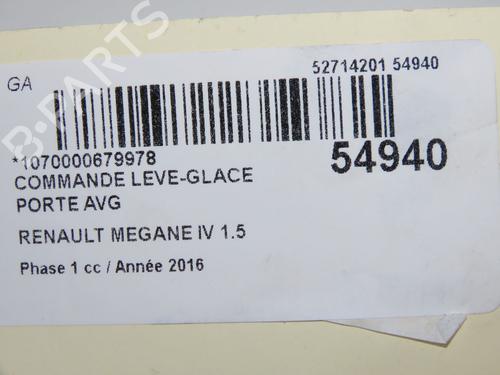 GA
52714201 54940
*1070000679978
54940
COMMANDE LEVE-GLACE
PORTE AVG
RENAULT MEGANE IV 1.5
Phase 1 cc / Année 2016
B-PARTS